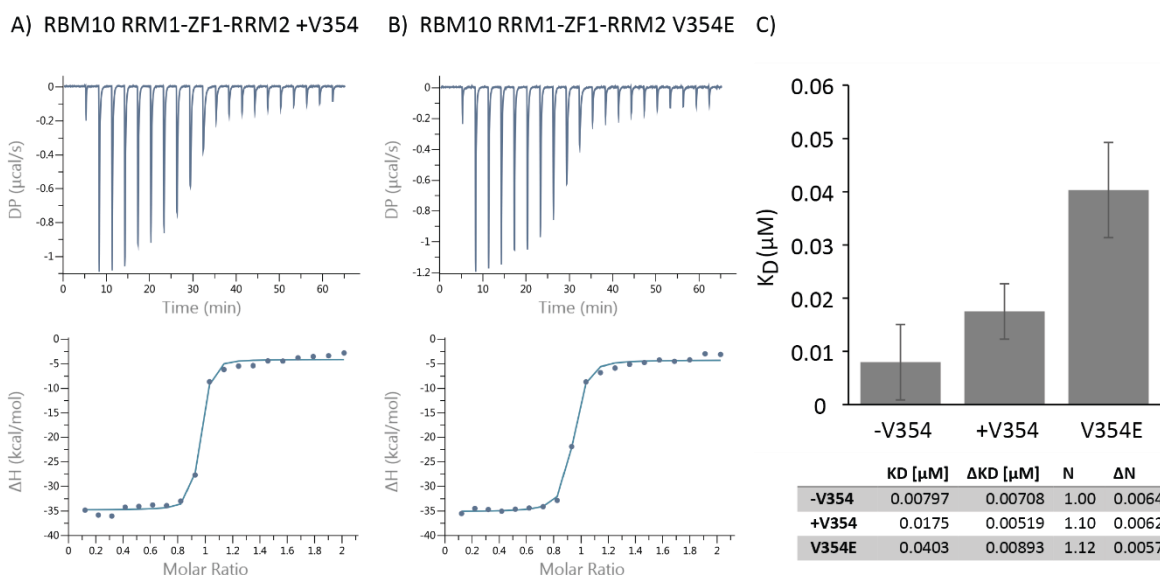 A) RBM10 RRM1-ZF1-RRM2 +V354
B) RBM10 RRM1-ZF1-RRM2 V354E
C)
DP (µcal/s)
0
-0.2
-0.4
-0.6
-0.8
-1
0 10 20 30 40 50 60
Time (min)
ΔH (kcal/mol)
0
-5
-10
-15
-20
-25
-30
-35
-40
0 0.2 0.4 0.6 0.8 1 1.2 1.4 1.6 1.8 2
Molar Ratio
DP (µcal/s)
0
-0.2
-0.4
-0.6
-0.8
-1
-1.2
0 10 20 30 40 50 60
Time (min)
ΔH (kcal/mol)
0
-5
-10
-15
-20
-25
-30
-35
-40
0 0.2 0.4 0.6 0.8 1 1.2 1.4 1.6 1.8 2
Molar Ratio
KD (µM)
0.06
0.05
0.04
0.03
0.02
0.01
0
-V354 +V354 V354E
KD [µM] ΔKD [µM] N ΔN
-V354 0.00797 0.00708 1.00 0.0064
+V354 0.0175 0.00519 1.10 0.0062
V354E 0.0403 0.00893 1.12 0.0057